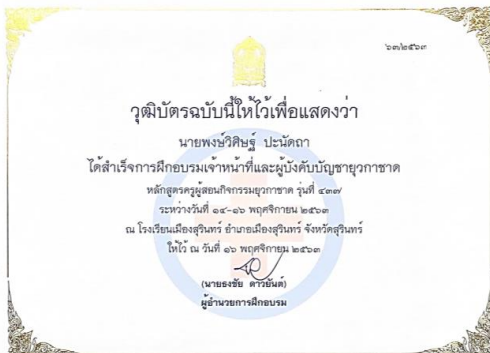 ๖๓/๒๕๖๓
วุฒิบัตรฉบับนี้ให้ไว้เพื่อแสดงว่า
นายพงษ์วิศิษฐ์ ปะนัดถา
ได้สำเร็จการฝึกอบรมเจ้าหน้าที่และผู้บังคับบัญชายุวกาชาด
หลักสูตรครูผู้สอนกิจกรรมยุวกาชาด รุ่นที่ ๔๓๗
ระหว่างวันที่ ๑๔-๑๖ พฤศจิกายน ๒๕๖๓
ณ โรงเรียนเมืองสุรินทร์ อำเภอเมืองสุรินทร์ จังหวัดสุรินทร์
ให้ไว้ ณ วันที่ ๑๖ พฤศจิกายน ๒๕๖๓
(นายธงชัย ดาวยันต์)
ผู้อำนวยการฝึกอบรม